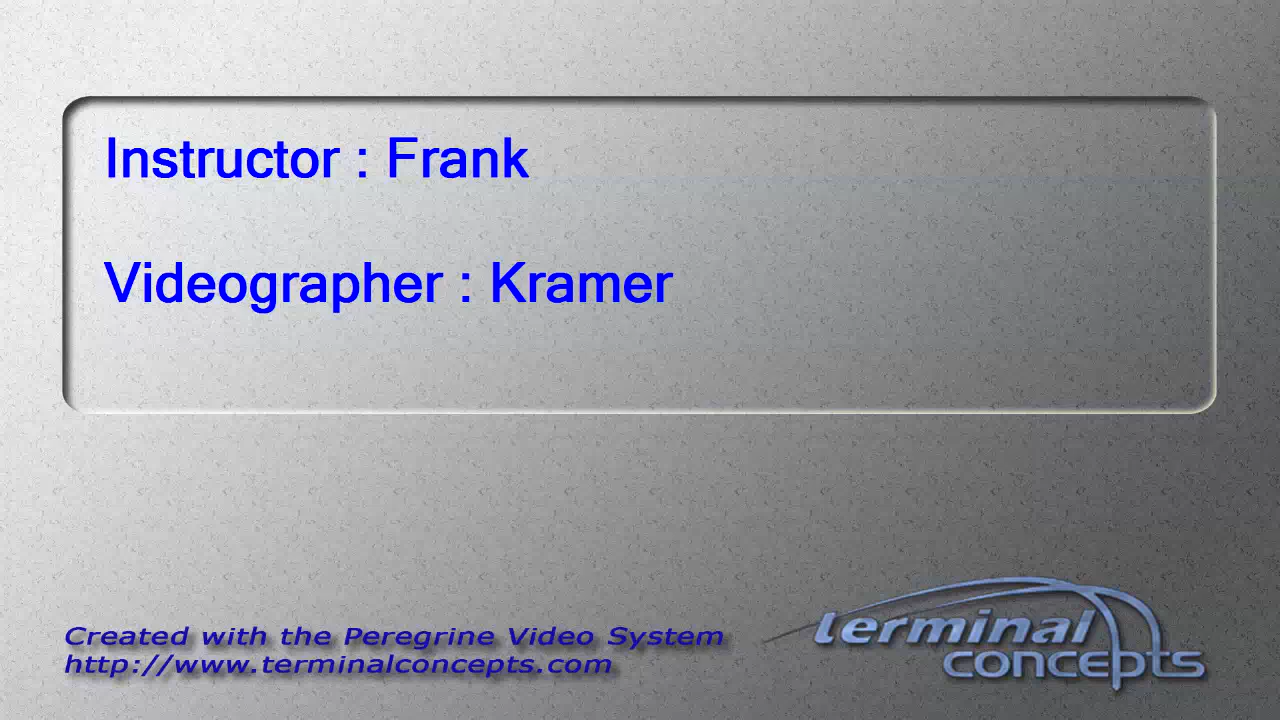 Instructor : Frank
Videographer : Kramer
Created with the Peregrine Video System
http://www.terminalconcepts.com
terminal
concepts